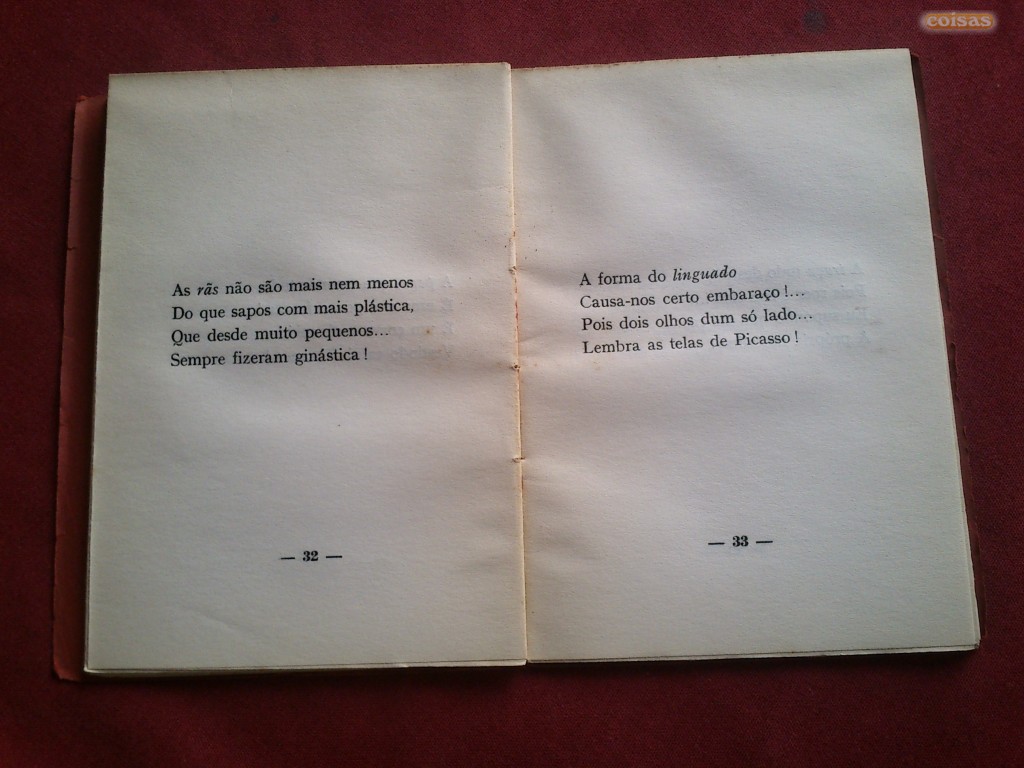 coisas
As rãs não são mais nem menos
Do que sapos com mais plástica,
Que desde muito pequenos...
Sempre fizeram ginástica !
— 32 —
A forma do linguado
Causa-nos certo embaraço !...
Pois dois olhos dum só lado...
Lembra as telas de Picasso !
— 33 —